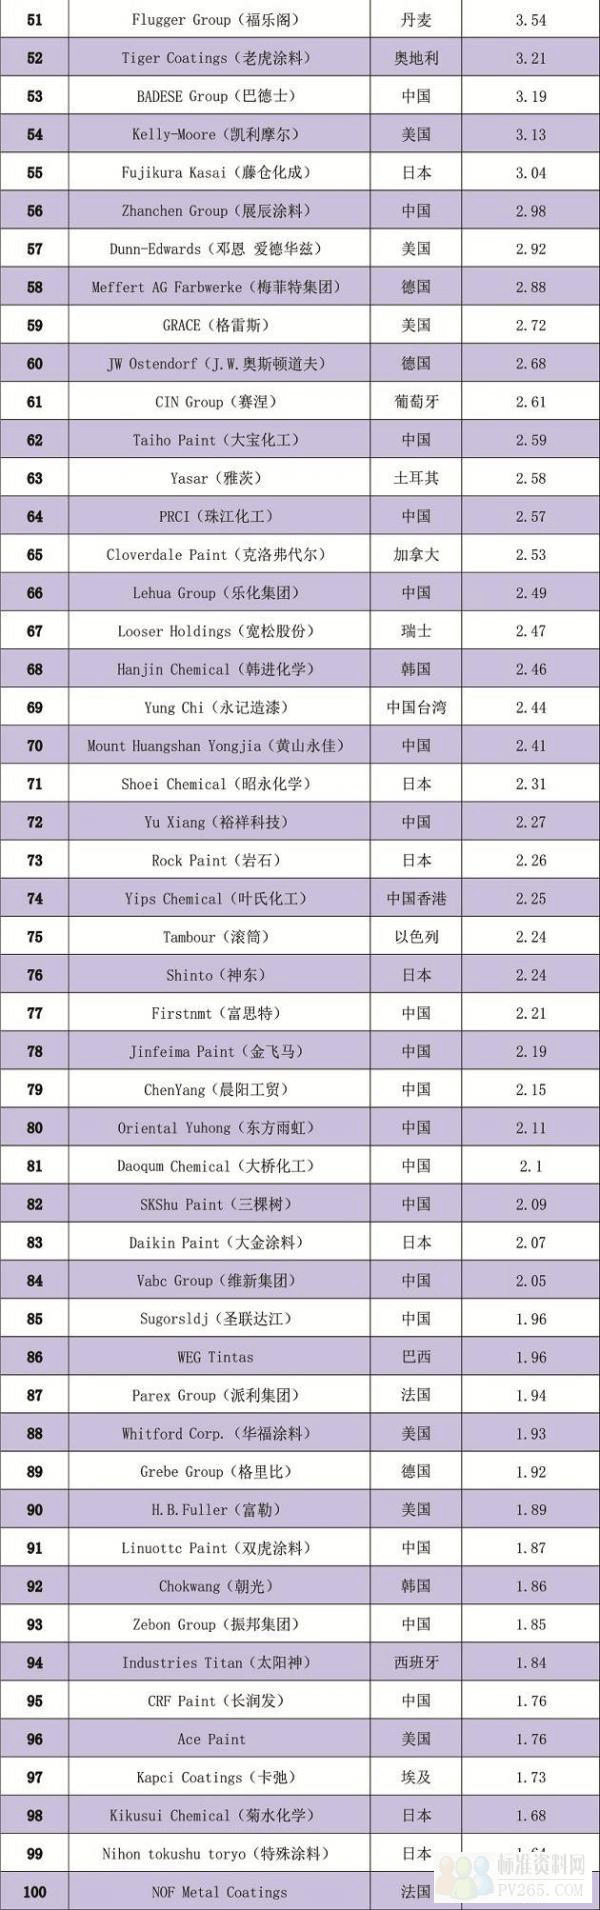 51 Flugger Group（福乐阁） 丹麦 3.54
52 Tiger Coatings（老虎涂料） 奥地利 3.21
53 BADESE Group（巴德士） 中国 3.19
54 Kelly-Moore（凯利摩尔） 美国 3.13
55 Fujikura Kasai（藤仓化成） 日本 3.04
56 Zhanchen Group（展辰涂料） 中国 2.98
57 Dunn-Edwards（邓恩 爱德华兹） 美国 2.92
58 Meffert AG Farbwerke（梅菲特集团） 德国 2.88
59 GRACE（格雷斯） 美国 2.72
60 JW Ostendorf（J.W.奥斯顿道夫） 德国 2.68
61 CIN Group（赛涅） 葡萄牙 2.61
62 Taiho Paint（大宝化工） 中国 2.59
63 Yasar（雅茨） 土耳其 2.58
64 PRCI（珠江化工） 中国 2.57
65 Cloverdale Paint（克洛弗代尔） 加拿大 2.53
66 Lehua Group（乐化集团） 中国 2.49
67 Looser Holdings（宽松股份） 瑞士 2.47
68 Hanjin Chemical（韩进化学） 韩国 2.46
69 Yung Chi（永记造漆） 中国台湾 2.44
70 Mount Huangshan Yongjia（黄山永佳） 中国 2.41
71 Shoei Chemical（昭永化学） 日本 2.31
72 Yu Xiang（裕祥科技） 中国 2.27
73 Rock Paint（岩石） 日本 2.26
74 Yips Chemical（叶氏化工） 中国香港 2.25
75 Tambour（滚筒） 以色列 2.24
76 Shinto（神东） 日本 2.24
77 Firstnmt（富思特） 中国 2.21
78 Jinfeima Paint（金飞马） 中国 2.19
79 ChenYang（晨阳工贸） 中国 2.15
80 Oriental Yuhong（东方雨虹） 中国 2.11
81 Daoqum Chemical（大桥化工） 中国 2.1
82 SKShu Paint（三棵树） 中国 2.09
83 Daikin Paint（大金涂料） 日本 2.07
84 Vabc Group（维新集团） 中国 2.05
85 Sugorsldj（圣联达江） 中国 1.96
86 WEG Tintas 巴西 1.96
87 Parex Group（派利集团） 法国 1.94
88 Whitford Corp.（华福涂料） 美国 1.93
89 Grebe Group（格里比） 德国 1.92
90 H.B.Fuller（富勒） 美国 1.89
91 Linuottc Paint（双虎涂料） 中国 1.87
92 Chokwang（朝光） 韩国 1.86
93 Zebon Group（振邦集团） 中国 1.85
94 Industries Titan（太阳神） 西班牙 1.84
95 CRF Paint（长润发） 中国 1.76
96 Ace Paint 美国 1.76
97 Kapci Coatings（卡弛） 埃及 1.73
98 Kikusui Chemical（菊水化学） 日本 1.68
99 Nihon tokushu toryo（特殊涂料） 日本
100 NOF Metal Coatings 法国
标准资料网
PV265.COM